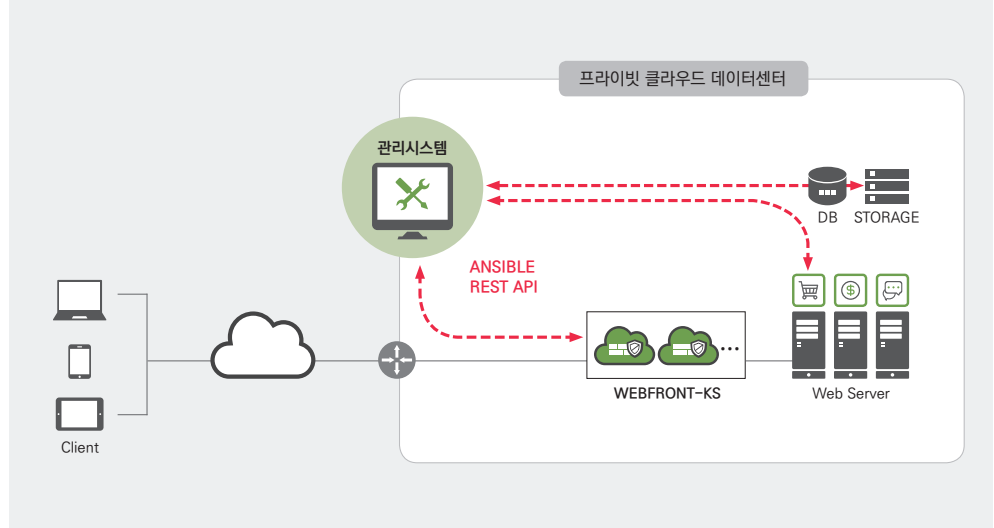 프라이빗 클라우드 데이터센터
관리시스템
DB
STORAGE
ANSIBLE
REST API
WEBFRONT-KS
Web Server
Client